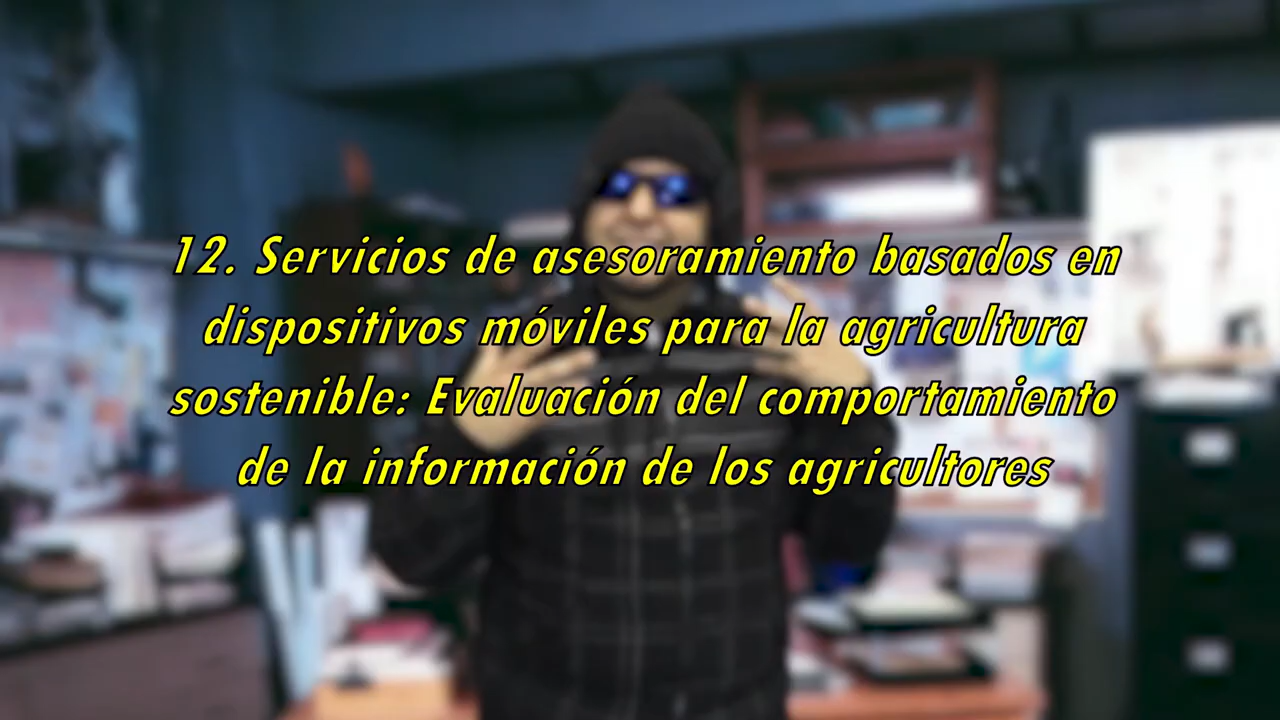 12. Servicios de asesoramiento basados en
dispositivos móviles para la agricultura
sostenible: Evaluación del comportamiento
de la información de los agricultores